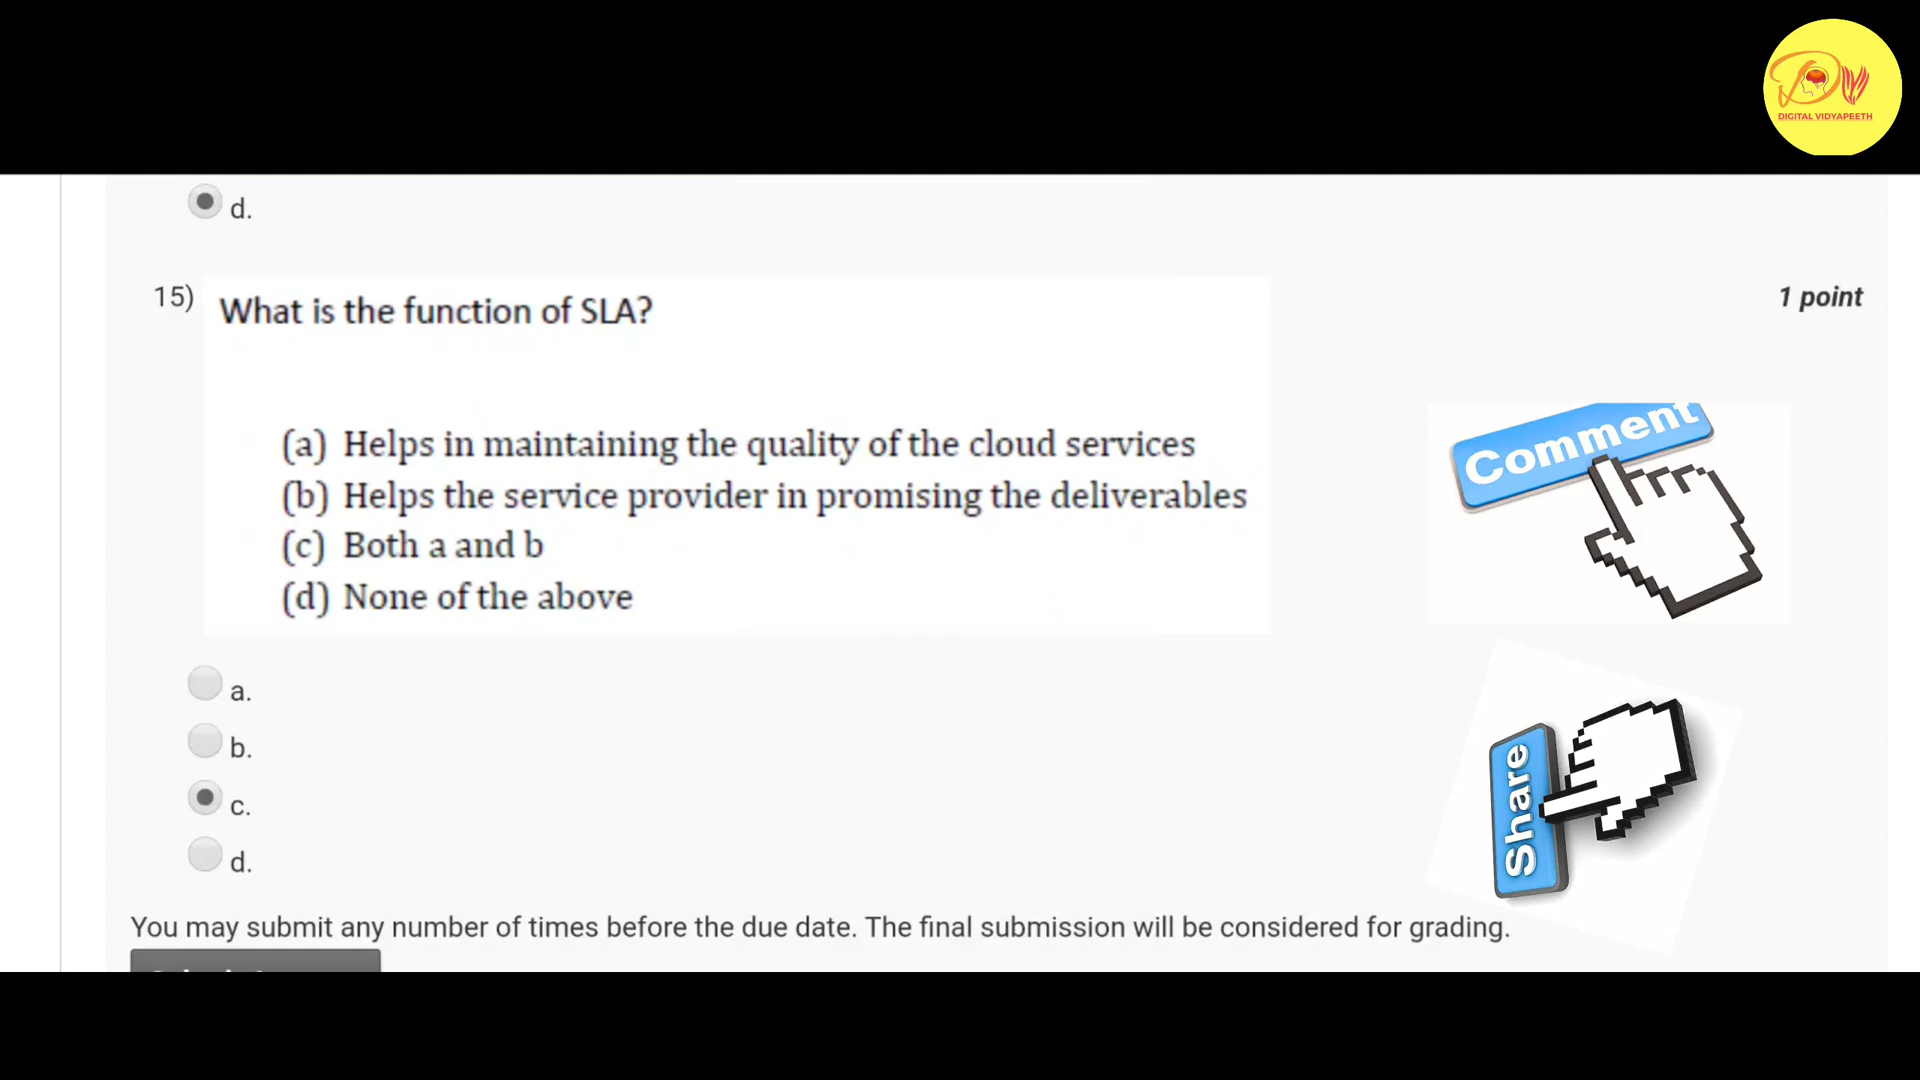 DIGITAL VIDYAPEETH
d.
15) What is the function of SLA?
1 point
(a) Helps in maintaining the quality of the cloud services
(b) Helps the service provider in promising the deliverables
(c) Both a and b
(d) None of the above
Comment
a.
b.
c.
d.
Share
You may submit any number of times before the due date. The final submission will be considered for grading.